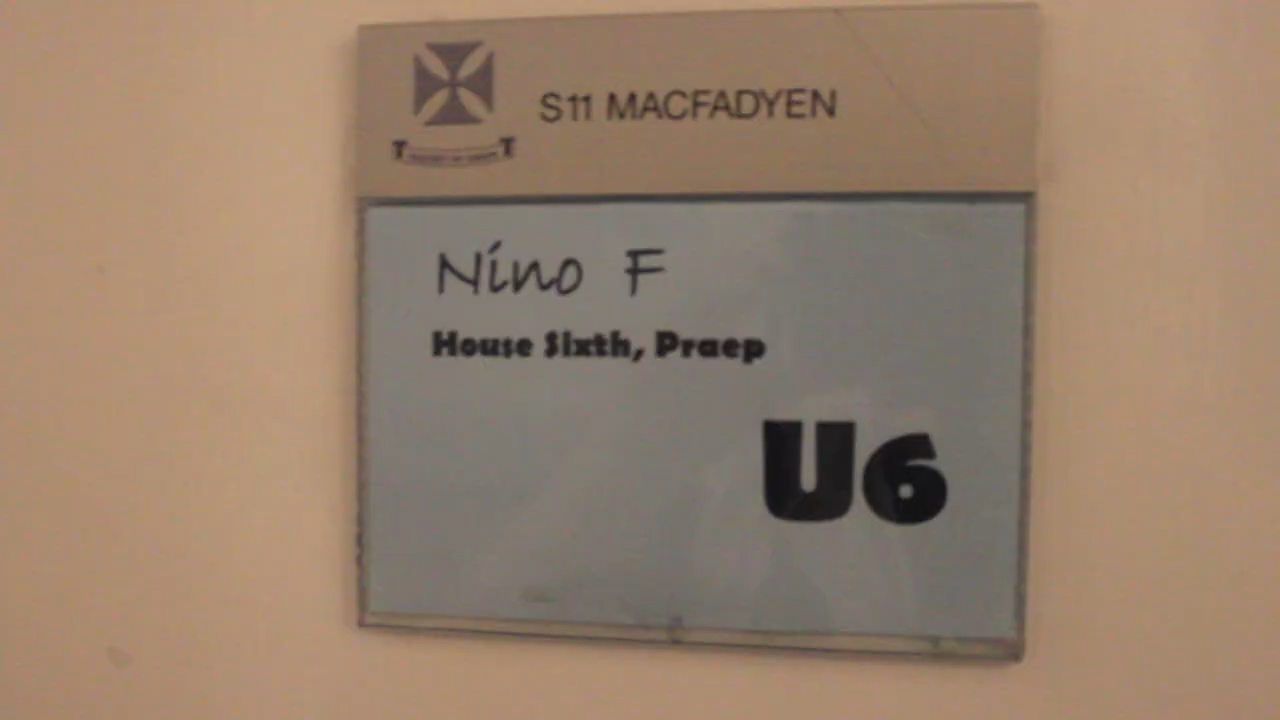 S11 MACFADYEN
T T
Nino F
House Sixth, Praep
U6